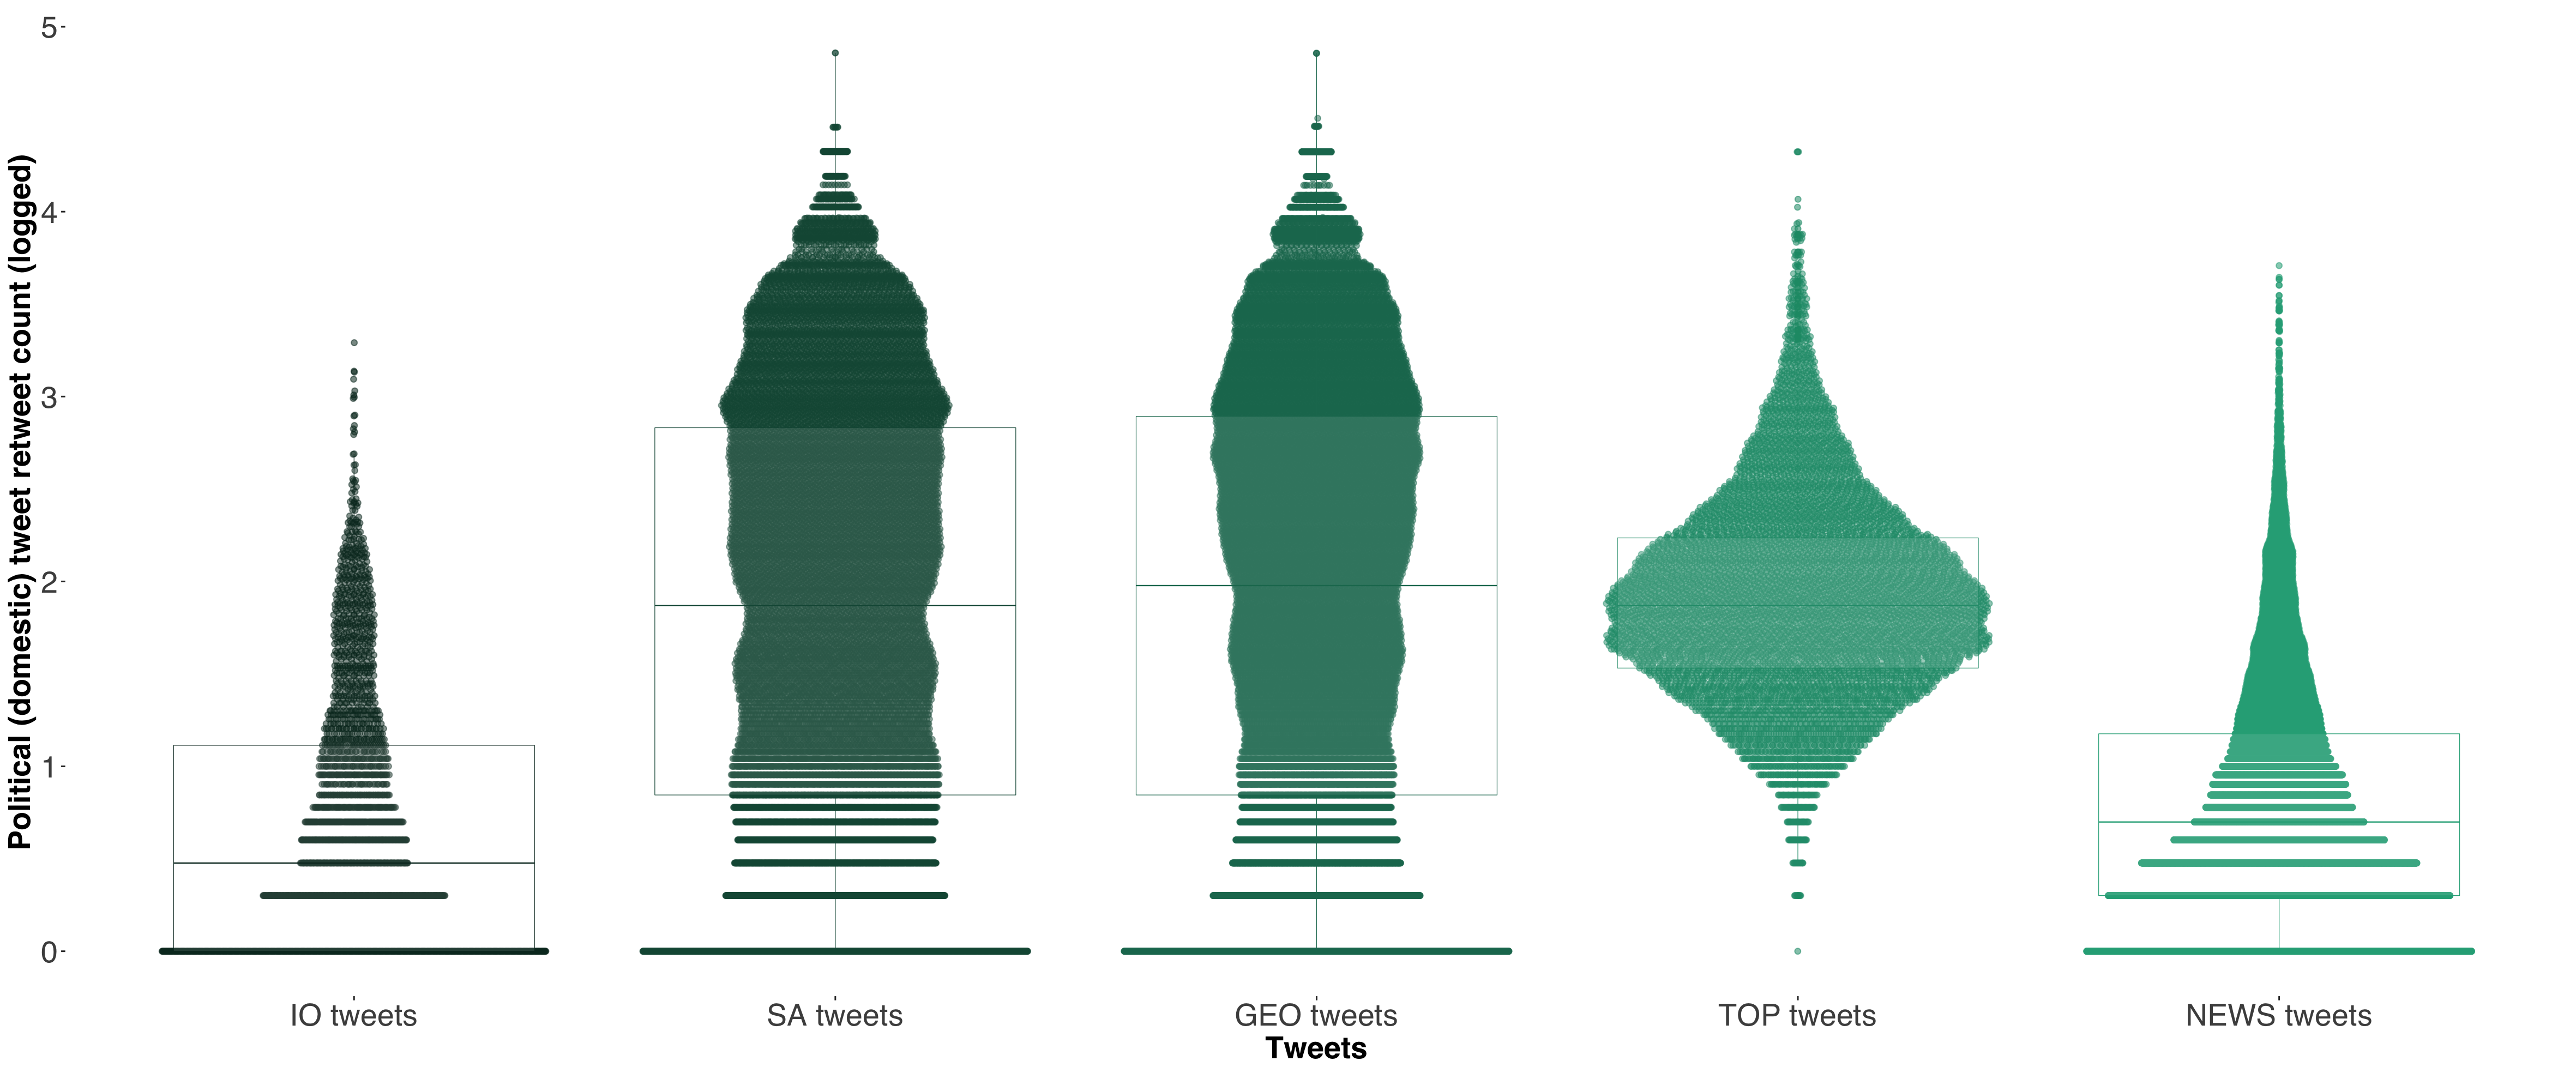 Political (domestic) tweet retweet count (logged)
5
4
3
2
1
0
IO tweets
SA tweets
GEO tweets
TOP tweets
NEWS tweets
Tweets